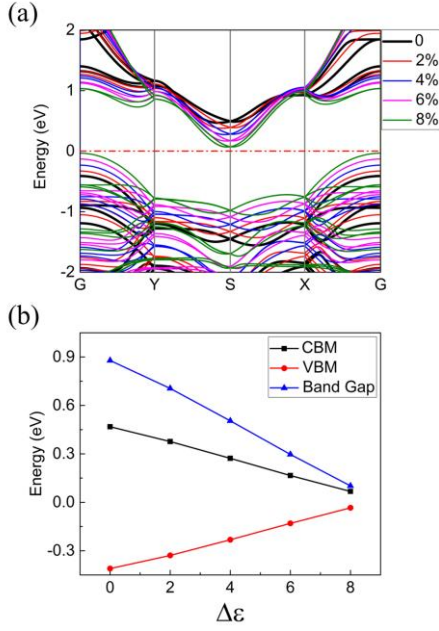 (a)
2
1
0
-1
-2
Energy (eV)
G Y S X G
0
2%
4%
6%
8%
(b)
0.9
0.6
0.3
0.0
-0.3
Energy (eV)
CBM
VBM
Band Gap
0 2 4 6 8
Δε